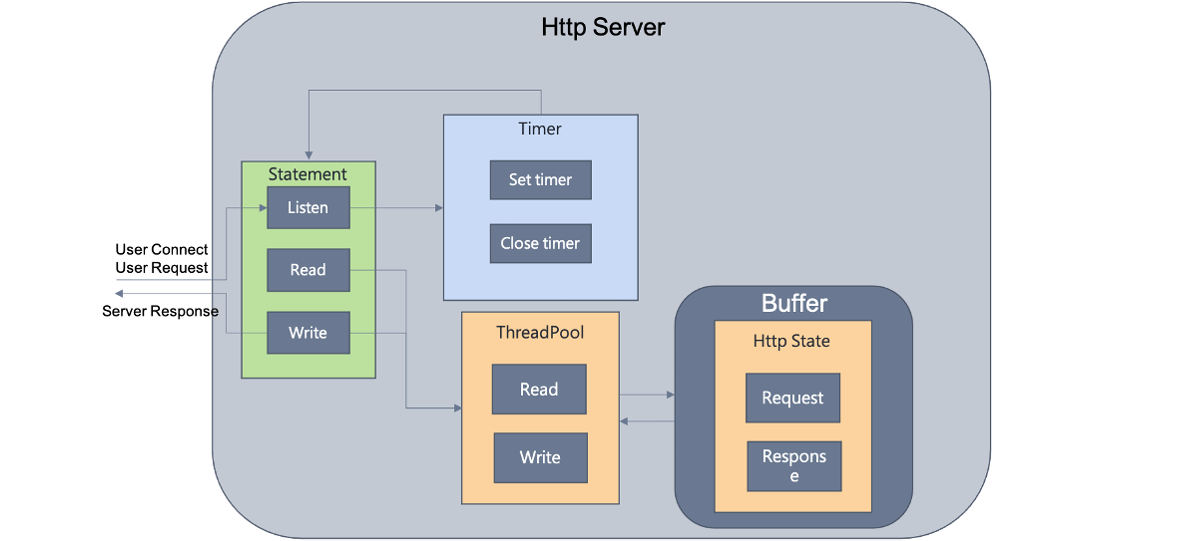 Http Server
Timer
Set timer
Close timer
Statement
Listen
Read
Write
User Connect
User Request
Server Response
ThreadPool
Read
Write
Buffer
Http State
Request
Respons
e